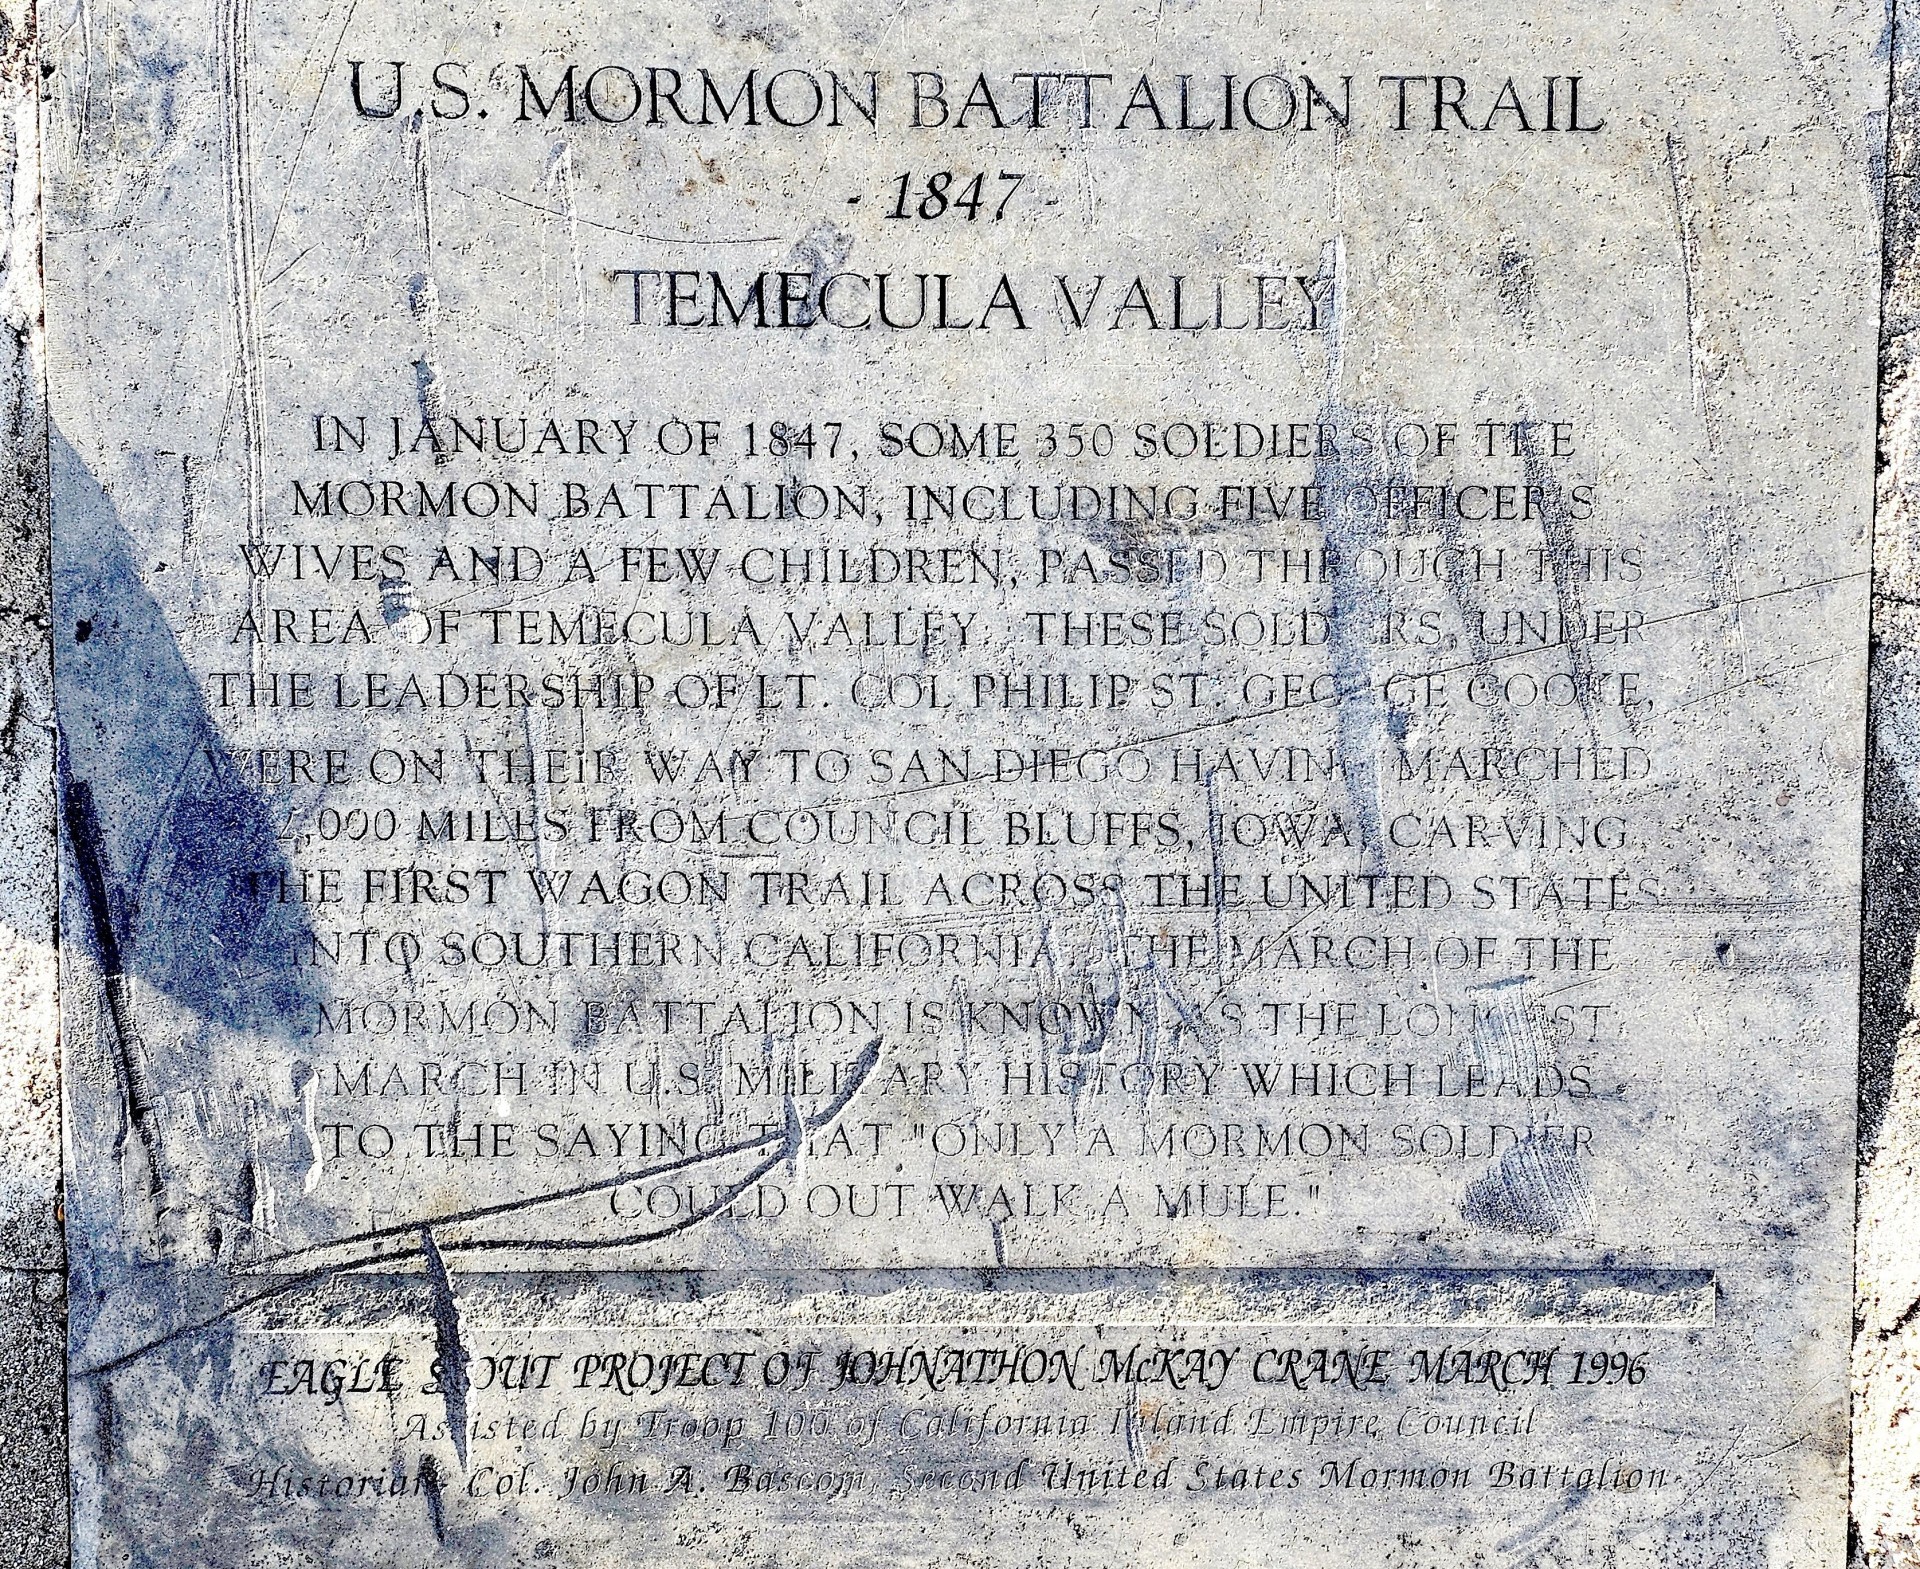 U.S. MORMON BATTALION TRAIL
- 1847 -
TEMECULA VALLEY
IN JANUARY OF 1847, SOME 350 SOLDIERS OF THE
MORMON BATTALION, INCLUDING FIVE OFFICER'S
WIVES AND A FEW CHILDREN, PASSED THROUGH THIS
AREA OF TEMECULA VALLEY. THESE SOLDIERS, UNDER
THE LEADERSHIP OF LT. COL PHILIP ST. GEORGE COOKE,
WERE ON THEIR WAY TO SAN DIEGO HAVING MARCHED
2,000 MILES FROM COUNCIL BLUFFS, IOWA, CARVING
THE FIRST WAGON TRAIL ACROSS THE UNITED STATES
INTO SOUTHERN CALIFORNIA. THE MARCH OF THE
MORMON BATTALION IS KNOWN AS THE LONGEST
MARCH IN U.S. MILITARY HISTORY WHICH LEADS
TO THE SAYING THAT "ONLY A MORMON SOLDIER
COULD OUT WALK A MULE."
EAGLE SCOUT PROJECT OF JOHNATHON McKAY CRANE MARCH 1996
Assisted by Troop 100 of California Inland Empire Council
Historian - Col. John A. Bascom, Second United States Mormon Battalion